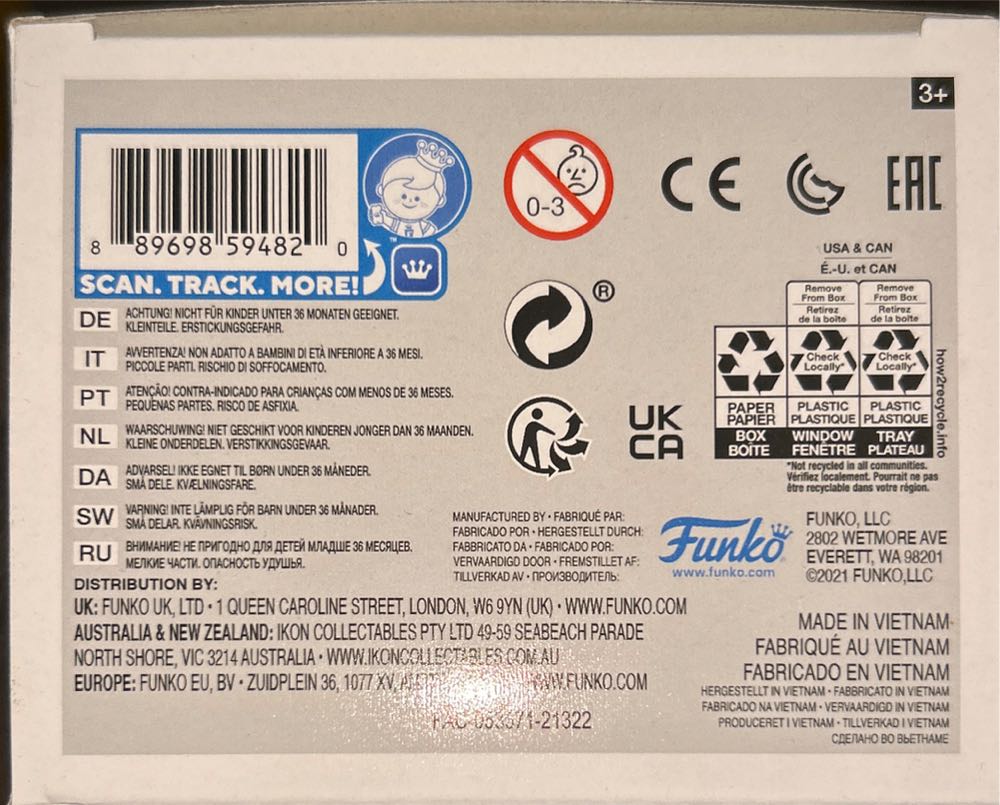 3+
8 89698 59482 0
SCAN. TRACK. MORE!
™
0-3
CE
EAC
®
UK
CA
DE ACHTUNG! NICHT FÜR KINDER UNTER 36 MONATEN GEEIGNET.
KLEINTEILE. ERSTICKUNGSGEFAHR.
IT AVVERTENZA! NON ADATTO A BAMBINI DI ETÀ INFERIORE A 36 MESI.
PICCOLE PARTI. RISCHIO DI SOFFOCAMENTO.
PT ATENÇÃO! CONTRA-INDICADO PARA CRIANÇAS COM MENOS DE 36 MESES.
PEQUENAS PARTES. RISCO DE ASFIXIA.
NL WAARSCHUWING! NIET GESCHIKT VOOR KINDEREN JONGER DAN 36 MAANDEN.
KLEINE ONDERDELEN. VERSTIKKINGSGEVAAR.
DA ADVARSEL! IKKE EGNET TIL BØRN UNDER 36 MÅNEDER.
SMÅ DELE. KVÆLNINGSFARE.
SW VARNING! INTE LÄMPLIG FÖR BARN UNDER 36 MÅNADER.
SMÅ DELAR. KVÄVNINGSRISK.
RU ВНИМАНИЕ! НЕ ПРИГОДНО ДЛЯ ДЕТЕЙ МЛАДШЕ 36 МЕСЯЦЕВ.
МЕЛКИЕ ЧАСТИ. ОПАСНОСТЬ УДУШЬЯ.
USA & CAN
É.-U. et CAN
Remove From Box
Retirez de la boîte
Remove From Box
Retirez de la boîte
Check Locally*
Check Locally*
PAPER PAPIER
PLASTIC PLASTIQUE
PLASTIC PLASTIQUE
BOX BOÎTE
WINDOW FENÊTRE
TRAY PLATEAU
how2recycle.info
*Not recycled in all communities.
Vérifiez localement. Pourrait ne pas
être recyclable dans votre région.
MANUFACTURED BY • FABRIQUÉ PAR:
FABRICADO POR • HERGESTELLT DURCH:
FABBRICATO DA • FABRICADO POR:
VERVAARDIGD DOOR • FREMSTILLET AF:
TILLVERKAD AV • ПРОИЗВОДИТЕЛЬ:
Funko
www.funko.com
FUNKO, LLC
2802 WETMORE AVE
EVERETT, WA 98201
©2021 FUNKO,LLC
DISTRIBUTION BY:
UK: FUNKO UK, LTD • 1 QUEEN CAROLINE STREET, LONDON, W6 9YN (UK) • WWW.FUNKO.COM
AUSTRALIA & NEW ZEALAND: IKON COLLECTABLES PTY LTD 49-59 SEABEACH PARADE
NORTH SHORE, VIC 3214 AUSTRALIA • WWW.IKONCOLLECTABLES.COM.AU
EUROPE: FUNKO EU, BV • ZUIDPLEIN 36, 1077 XV, WWW.FUNKO.COM
MADE IN VIETNAM
FABRIQUÉ AU VIETNAM
FABRICADO EN VIETNAM
HERGESTELLT IN VIETNAM • FABBRICATO IN VIETNAM
FABRICADO NA VIETNAM • VERVAARDIGD IN VIETNAM
PRODUCERET I VIETNAM • TILLVERKAD I VIETNAM
СДЕЛАНО ВО ВЬЕТНАМЕ